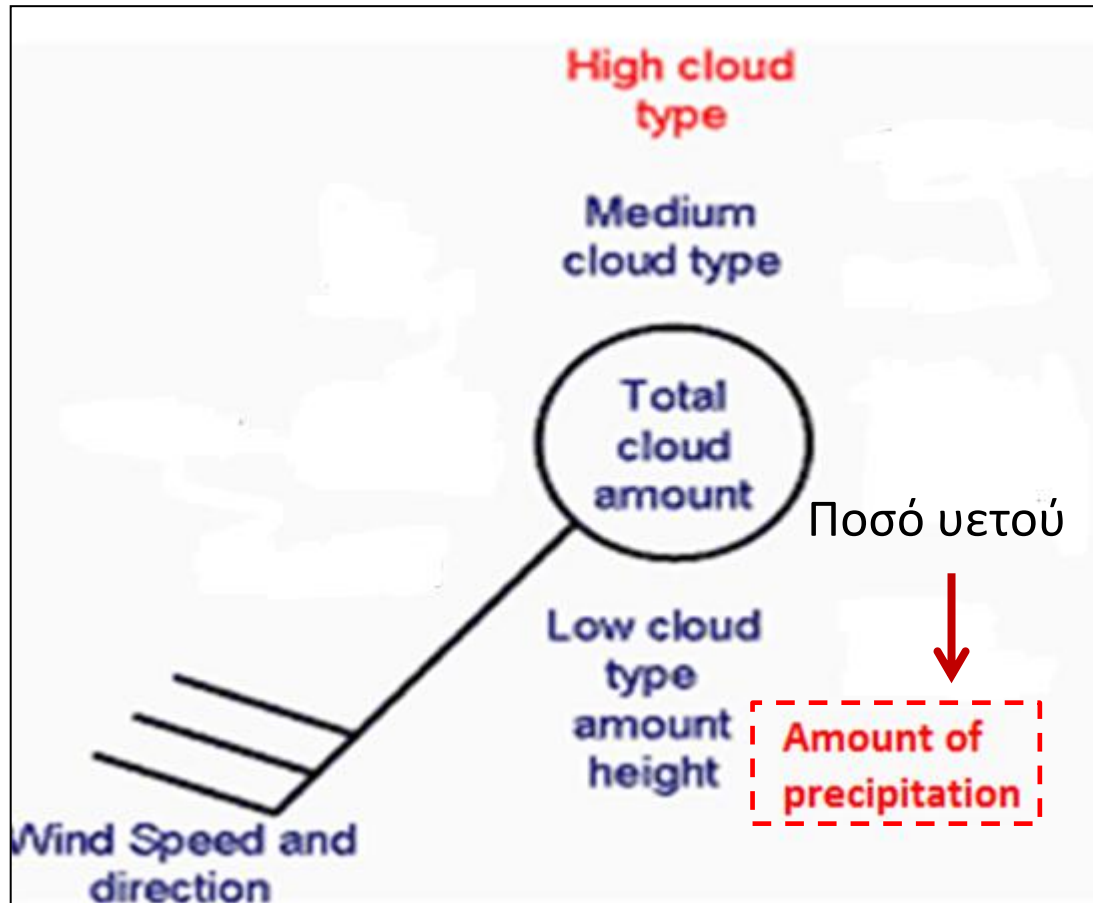 High cloud
type
Medium
cloud type
Total
cloud
amount
Ποσό υετού
Low cloud
type
amount
height
Amount of
precipitation
Wind Speed and
direction